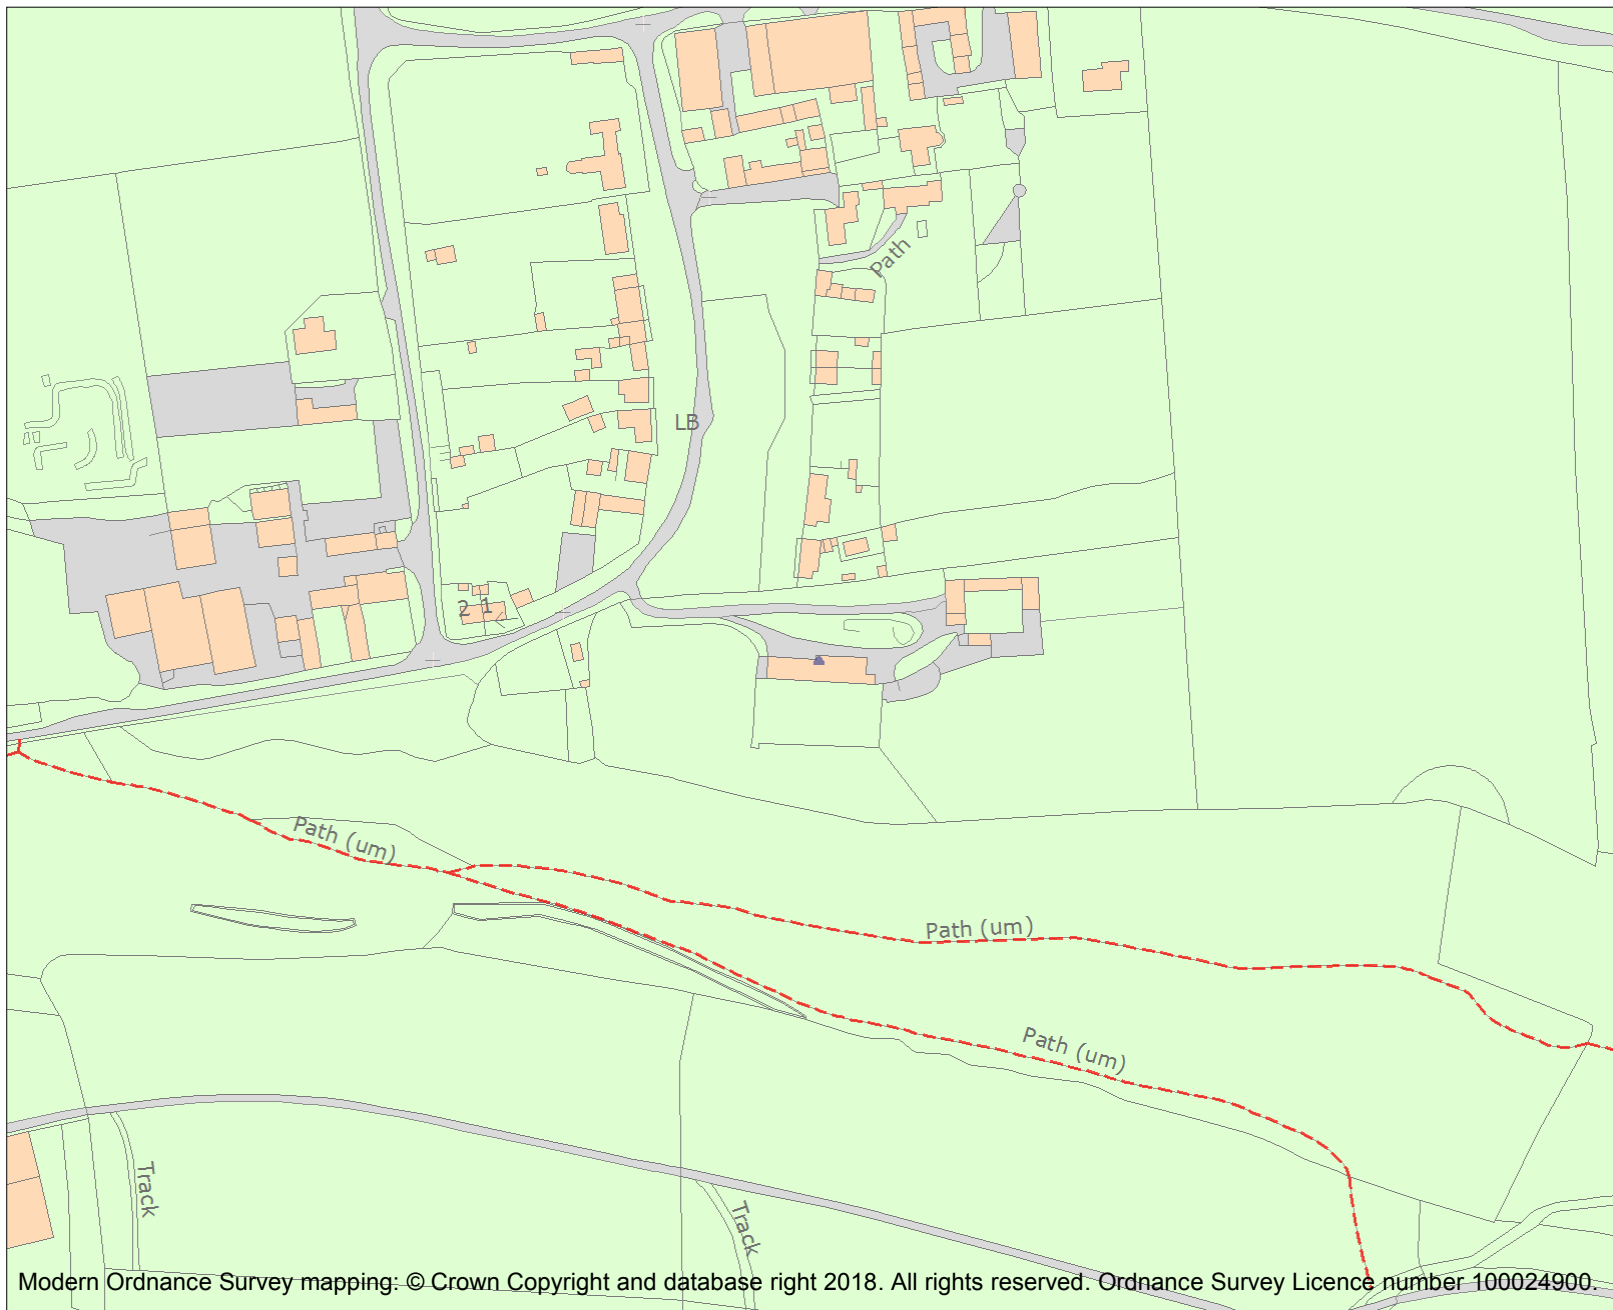 Path
LB
2 1
Path (um)
Path (um)
Path (um)
Track
Track
Modern Ordnance Survey mapping: © Crown Copyright and database right 2018. All rights reserved. Ordnance Survey Licence number 100024900.